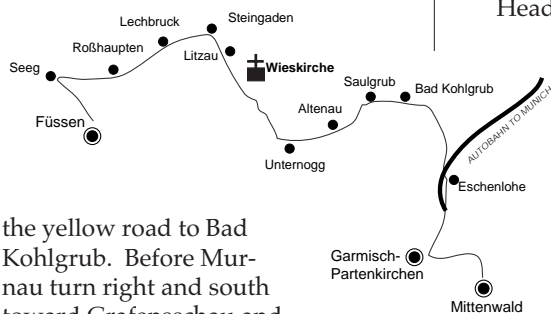 Head
Steingaden
Lechbruck
Roßhaupten
Litzau
Wieskirche
Seeg
Saulgrub
Bad Kohlgrub
Altenau
Füssen
AUTOBAHN TO MUNICH
Unternogg
Eschenlohe
the yellow road to Bad
Kohlgrub. Before Mur-
nau turn right and south
Garmisch-
Partenkirchen
Mittenwald